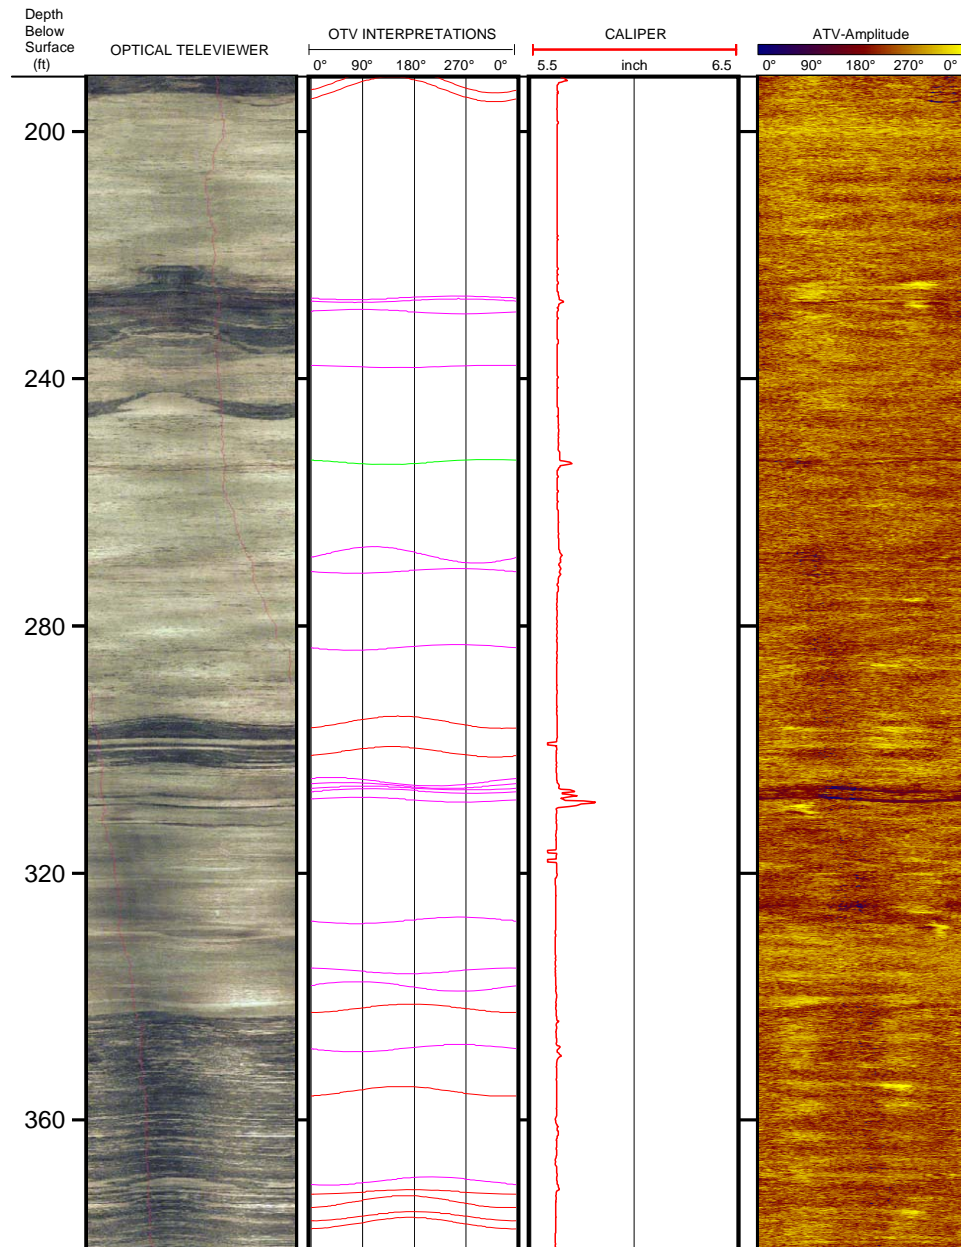 Depth
Below
Surface
(ft)
OPTICAL TELEVIEWER
OTV INTERPRETATIONS
CALIPER
ATV-Amplitude
0° 90° 180° 270° 0°
5.5 inch 6.5
0° 90° 180° 270° 0°
200
240
280
320
360